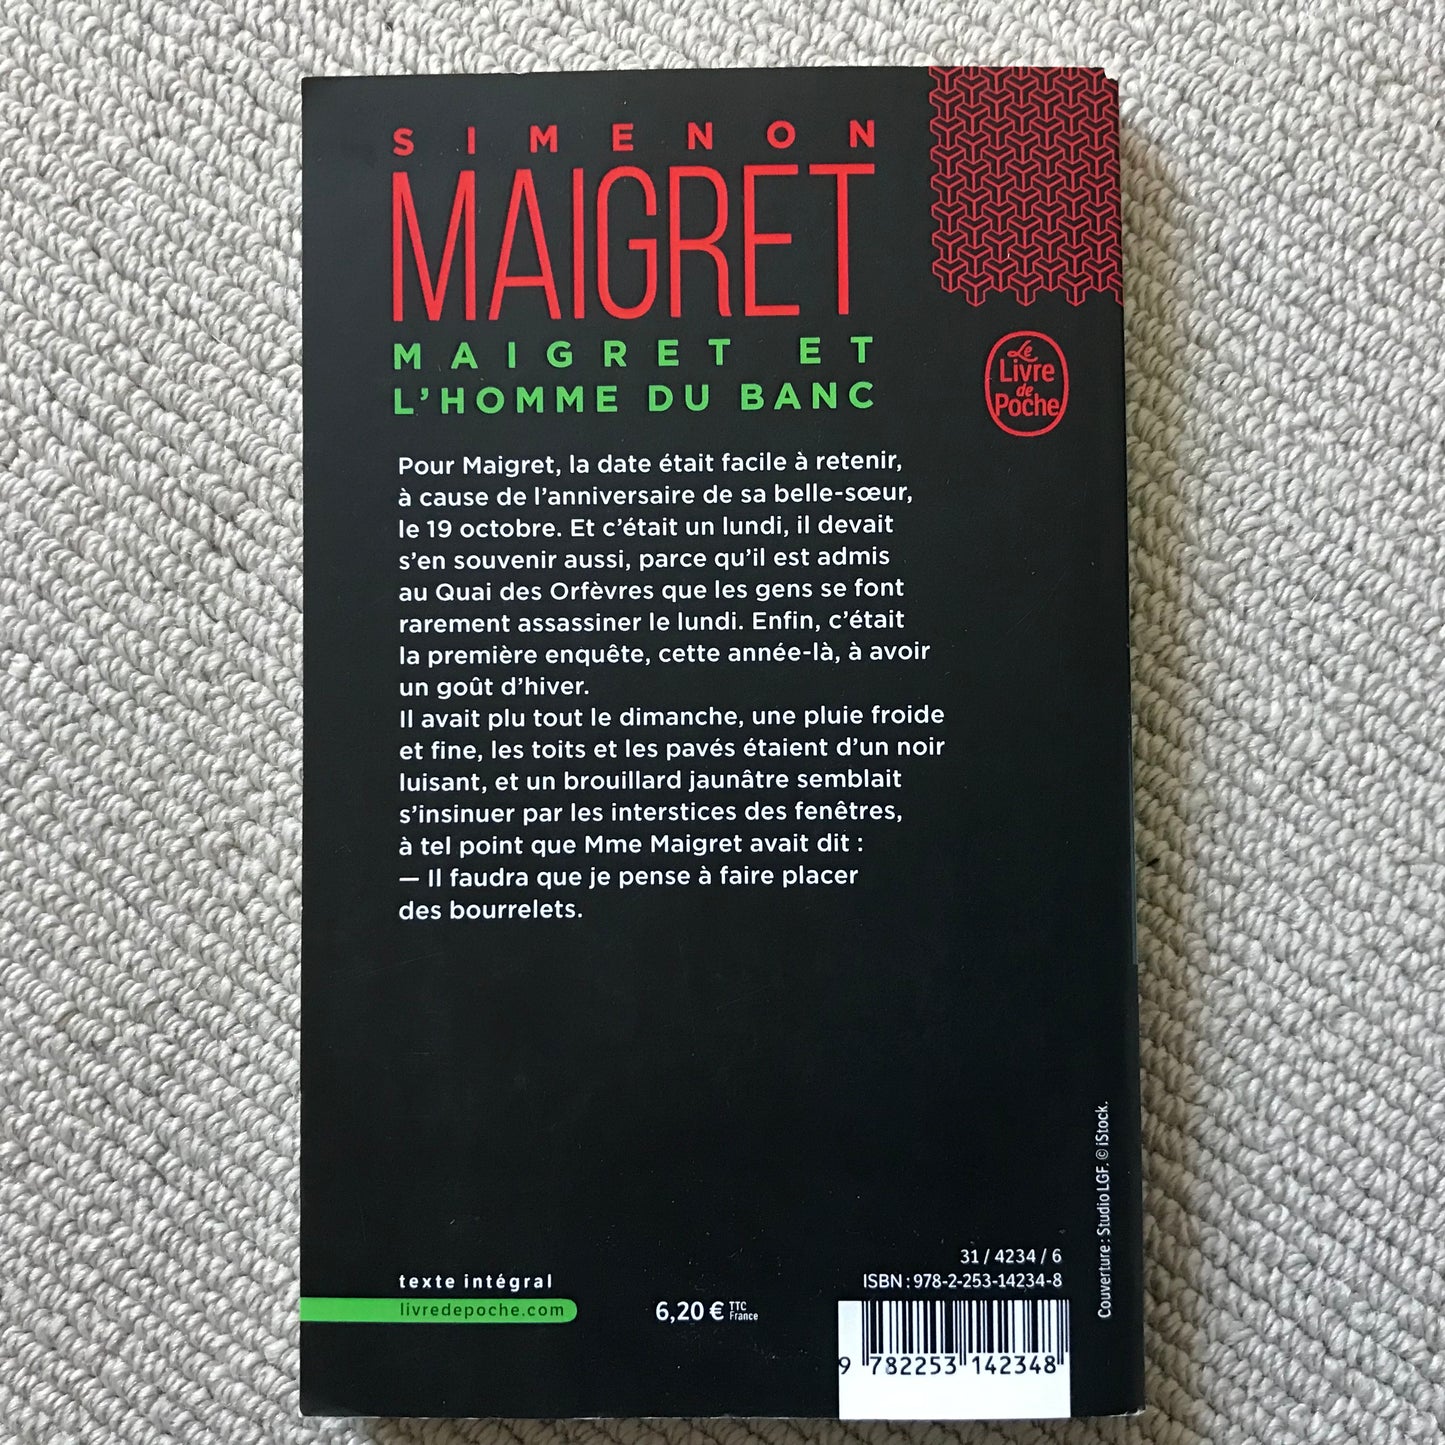 SIMENON
MAIGRET
MAIGRET ET
L'HOMME DU BANC
Le
Livre
de
Poche
Pour Maigret, la date était facile à retenir,
à cause de l'anniversaire de sa belle-sœur,
le 19 octobre. Et c'était un lundi, il devait
s'en souvenir aussi, parce qu'il est admis
au Quai des Orfèvres que les gens se font
rarement assassiner le lundi. Enfin, c'était
la première enquête, cette année-là, à avoir
un goût d'hiver.
Il avait plu tout le dimanche, une pluie froide
et fine, les toits et les pavés étaient d'un noir
luisant, et un brouillard jaunâtre semblait
s'insinuer par les interstices des fenêtres,
à tel point que Mme Maigret avait dit :
— Il faudra que je pense à faire placer
des bourrelets.
Couverture : Studio LGF. © iStock.
texte intégral
livredepoche.com
6,20 € TTC
France
31 / 4234 / 6
ISBN : 978-2-253-14234-8
9 782253 142348